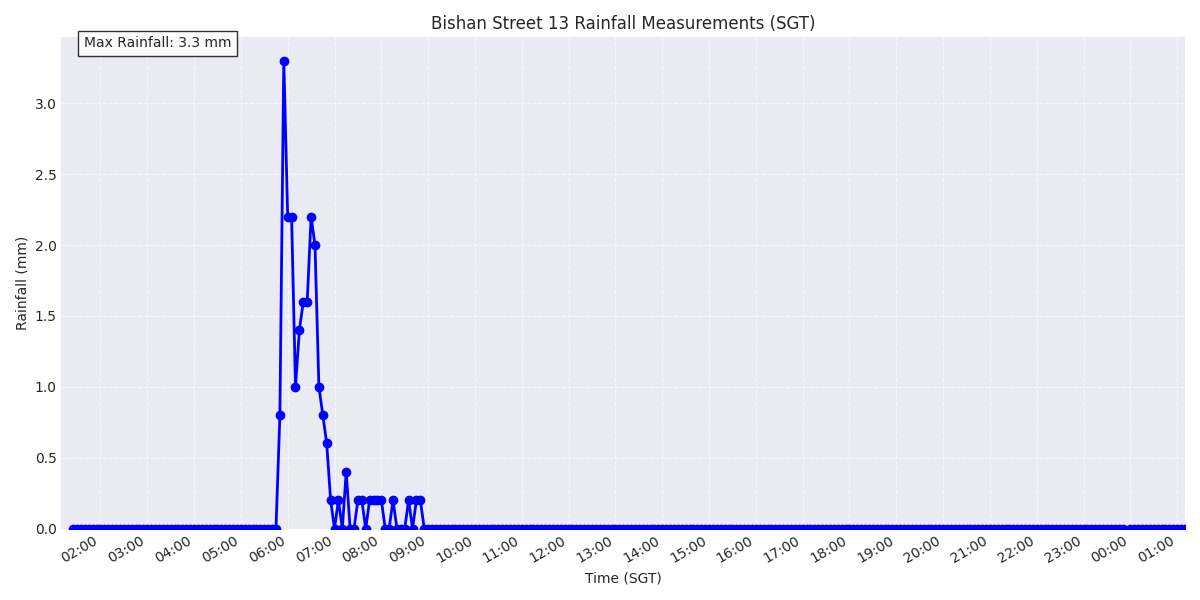 Bishan Street 13 Rainfall Measurements (SGT)
Max Rainfall: 3.3 mm
3.0
2.5
2.0
1.5
1.0
0.5
0.0
Rainfall (mm)
02:00 03:00 04:00 05:00 06:00 07:00 08:00 09:00 10:00 11:00 12:00 13:00 14:00 15:00 16:00 17:00 18:00 19:00 20:00 21:00 22:00 23:00 00:00 01:00
Time (SGT)